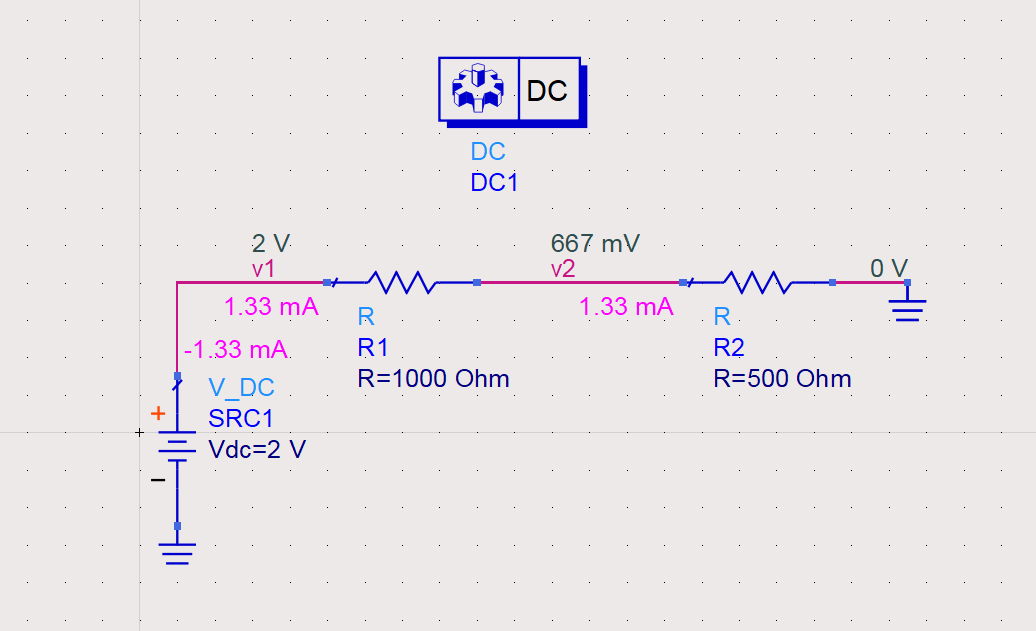 DC
DC
DC1
2 V
667 mV
v1
v2
0 V
1.33 mA
1.33 mA
R
R
-1.33 mA
R1
R2
R=1000 Ohm
R=500 Ohm
V_DC
+
SRC1
Vdc=2 V
–